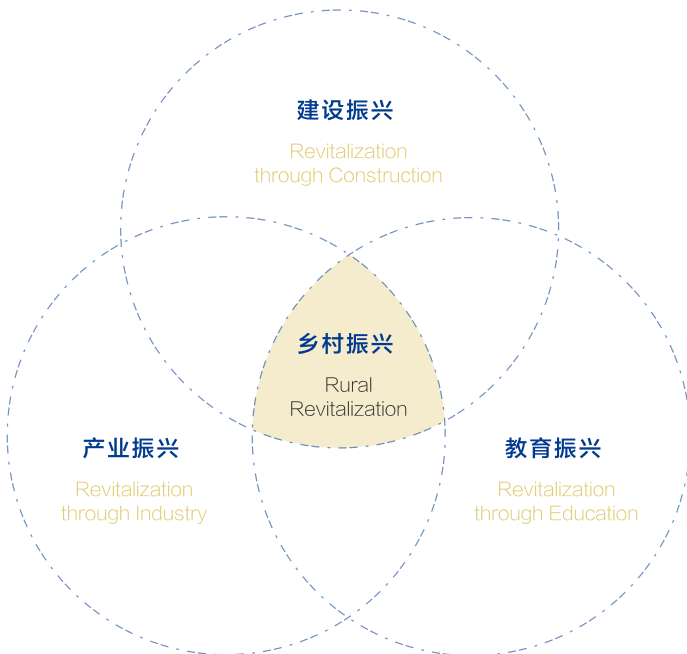 建设振兴
Revitalization
through Construction
乡村振兴
Rural
Revitalization
产业振兴
Revitalization
through Industry
教育振兴
Revitalization
through Education